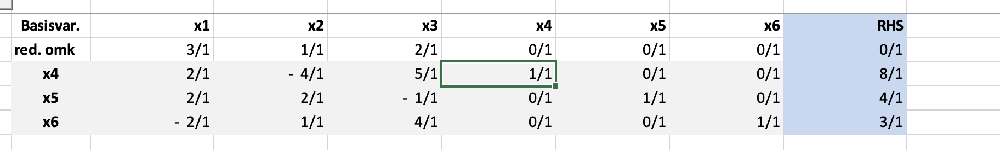 Basisvar. x1 x2 x3 x4 x5 x6 RHS
red. omk 3/1 1/1 2/1 0/1 0/1 0/1 0/1
x4 2/1 - 4/1 5/1 1/1 0/1 0/1 8/1
x5 2/1 2/1 - 1/1 0/1 1/1 0/1 4/1
x6 - 2/1 1/1 4/1 0/1 0/1 1/1 3/1